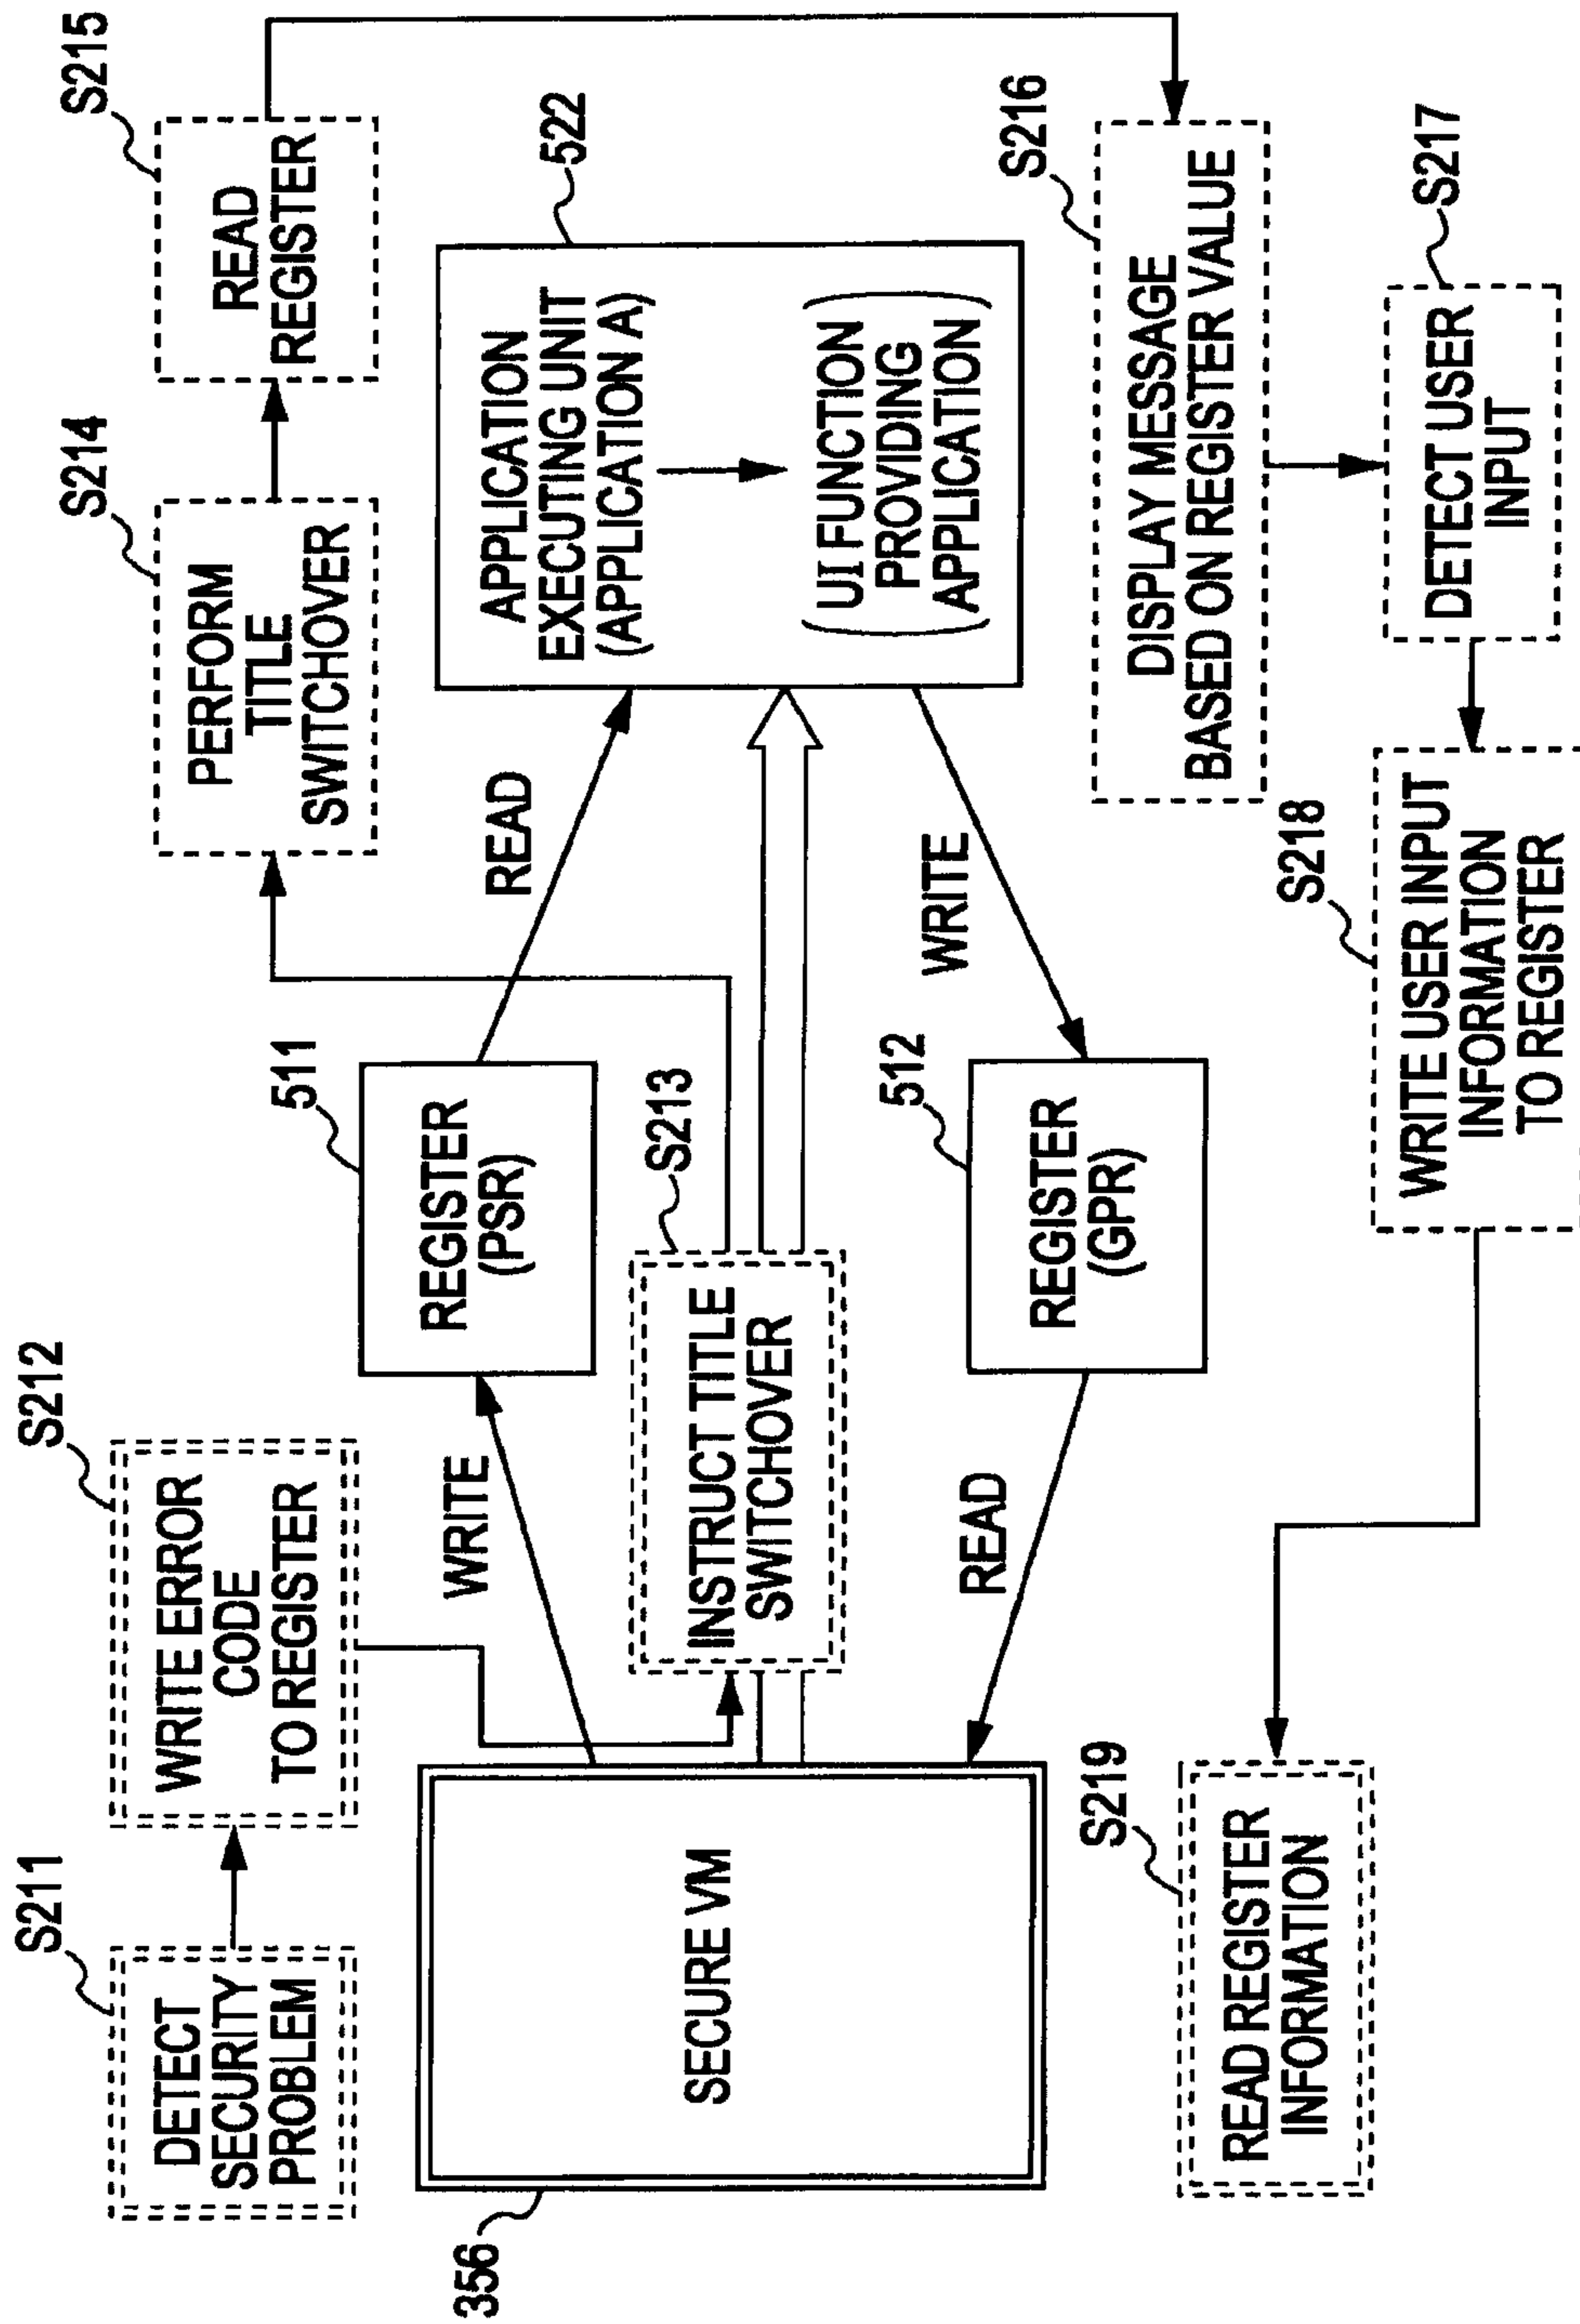 S211
DETECT
SECURITY
PROBLEM
S212
WRITE ERROR
CODE
TO REGISTER
S214
PERFORM
TITLE
SWITCHOVER
S215
READ
REGISTER
356
SECURE VM
WRITE
511
REGISTER
(PSR)
READ
S213
INSTRUCT TITLE
SWITCHOVER
522
APPLICATION
EXECUTING UNIT
(APPLICATION A)
UI FUNCTION
PROVIDING
APPLICATION
READ
512
REGISTER
(GPR)
WRITE
S216
DISPLAY MESSAGE
BASED ON REGISTER VALUE
S217
DETECT USER
INPUT
S218
WRITE USER INPUT
INFORMATION
TO REGISTER
S219
READ REGISTER
INFORMATION